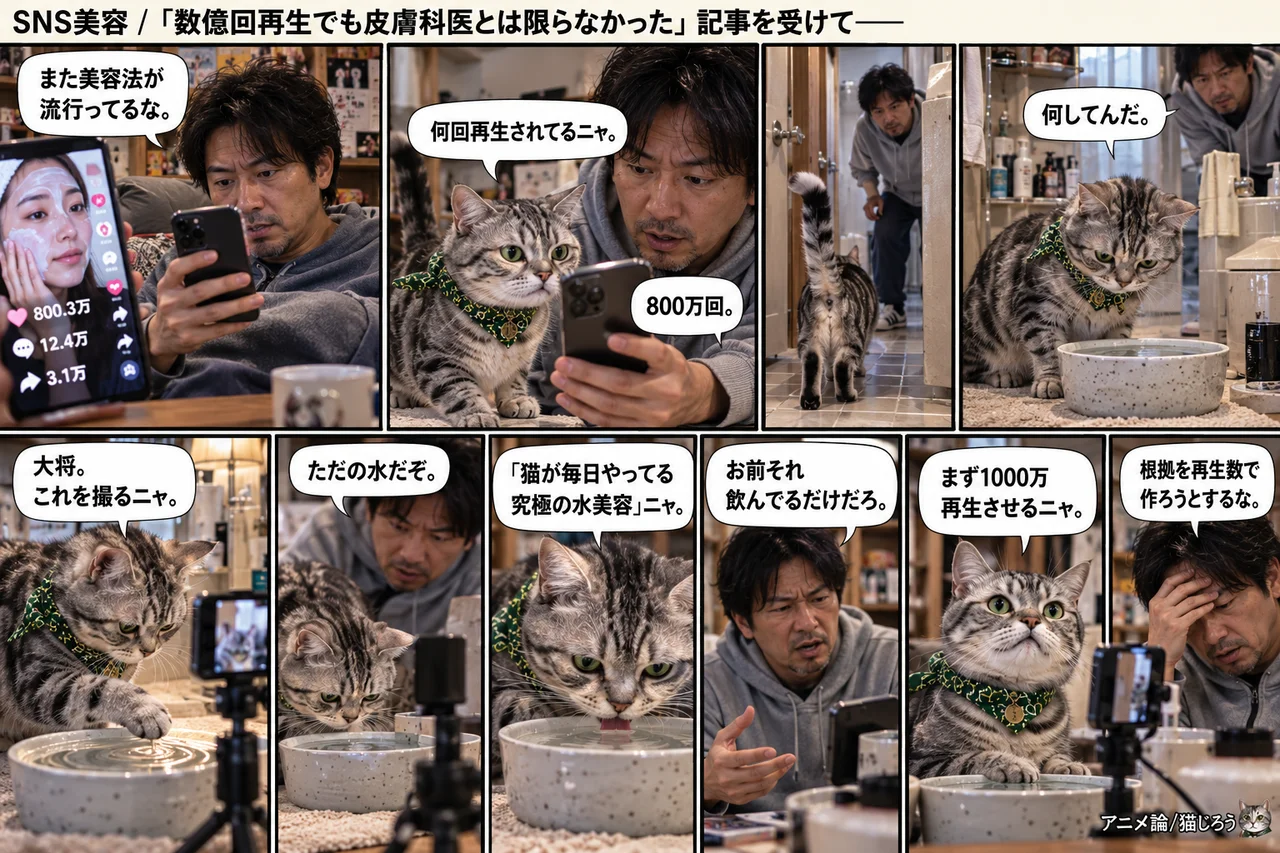 SNS美容 / 「数億回再生でも皮膚科医とは限らなかった」 記事を受けて──
また美容法が
流行ってるな。
800.3万
12.4万
3.1万
何回再生されてるニャ。
800万回。
何してんだ。
大将。
これを撮るニャ。
ただの水だぞ。
「猫が毎日やってる
究極の水美容」ニャ。
お前それ
飲んでるだけだろ。
まず1000万
再生させるニャ。
根拠を再生数で
作ろうとするな。
アニメ論/猫じろう